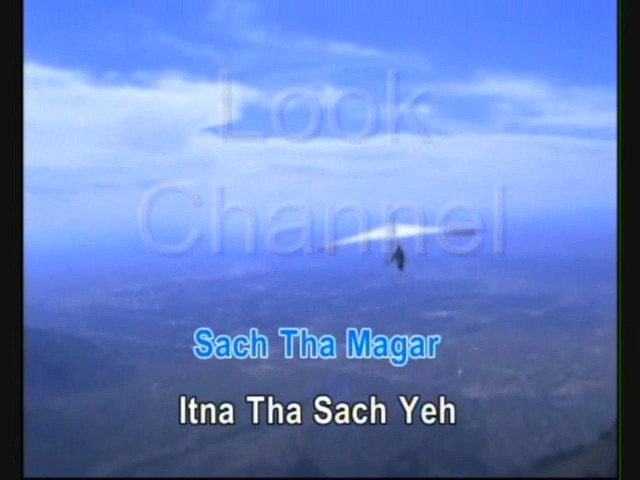 Look
Channel
Sach Tha Magar
Itna Tha Sach Yeh